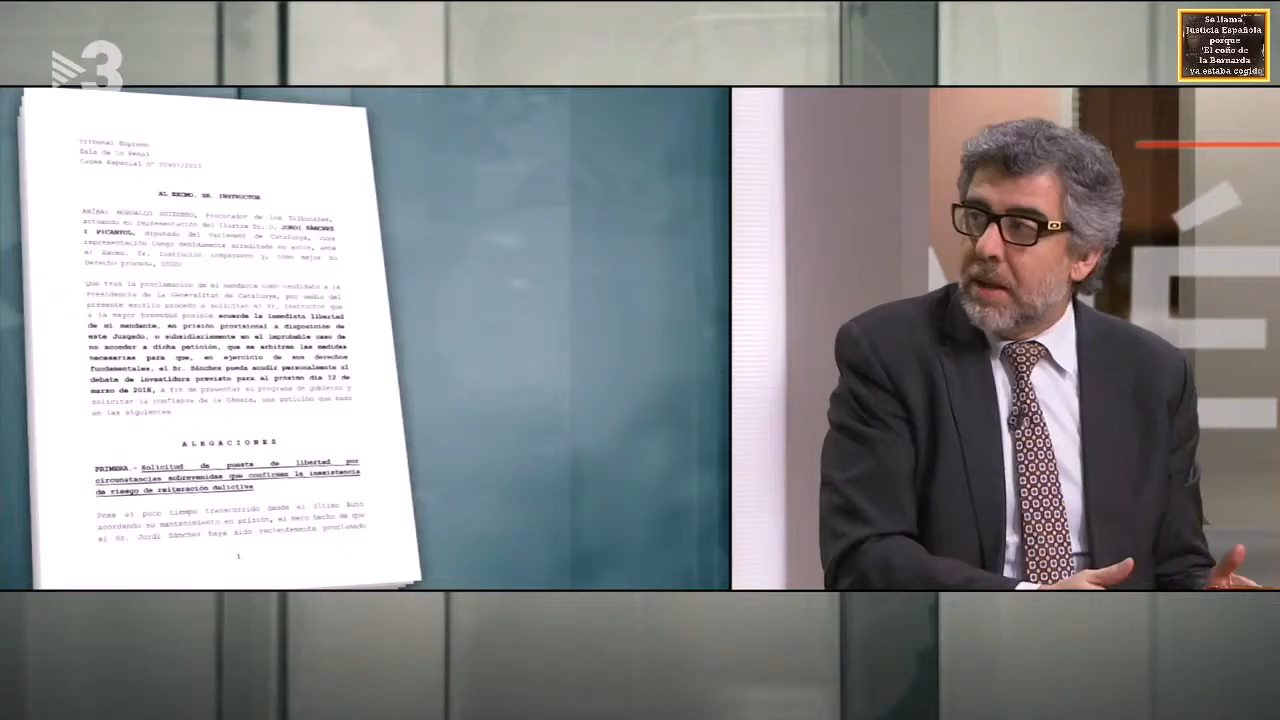 3
Se llama
Justicia Española
porque
"El coño de
la Bernarda"
ya estaba cogido
Tribunal Supremo
Sala de lo Penal
Causa Especial nº
AL EXCMO. SR. INSTRUCTOR
ANÍBAL BORDALLO HUIDOBRO, Procurador de los Tribunales,
actuando en representación del Ilustre Sr. D. JORDI SÀNCHEZ
I PICANYOL, diputado del Parlament de Catalunya, cuya
representación tengo debidamente acreditada en autos, ante
el Excmo. Sr. Instructor comparezco y, como mejor en
Derecho proceda, DIGO:
Que tras la proclamación de mi mandante como candidato a la
Presidencia de la Generalitat de Catalunya, por medio del
presente escrito procedo a solicitar al Sr. Instructor que
a la mayor brevedad posible acuerde la inmediata libertad
de mi mandante, en prisión provisional a disposición de
este Juzgado, o subsidiariamente en el improbable caso de
no acceder a dicha petición, que se arbitren las medidas
necesarias para que, en ejercicio de sus derechos
fundamentales, el Sr. Sànchez pueda acudir personalmente al
debate de investidura previsto para el próximo día 12 de
marzo de 2018, a fin de presentar su programa de gobierno y
solicitar la confianza de la Cámara, una petición que baso
en las siguientes
ALEGACIONES
PRIMERA.- Solicitud de puesta de libertad por
circunstancias sobrevenidas que confirman la inexistencia
de riesgo de reiteración delictiva
Pese al poco tiempo transcurrido desde el último Auto
acordando su mantenimiento en prisión, el mero hecho de que
el Sr. Jordi Sànchez haya sido recientemente proclamado
1